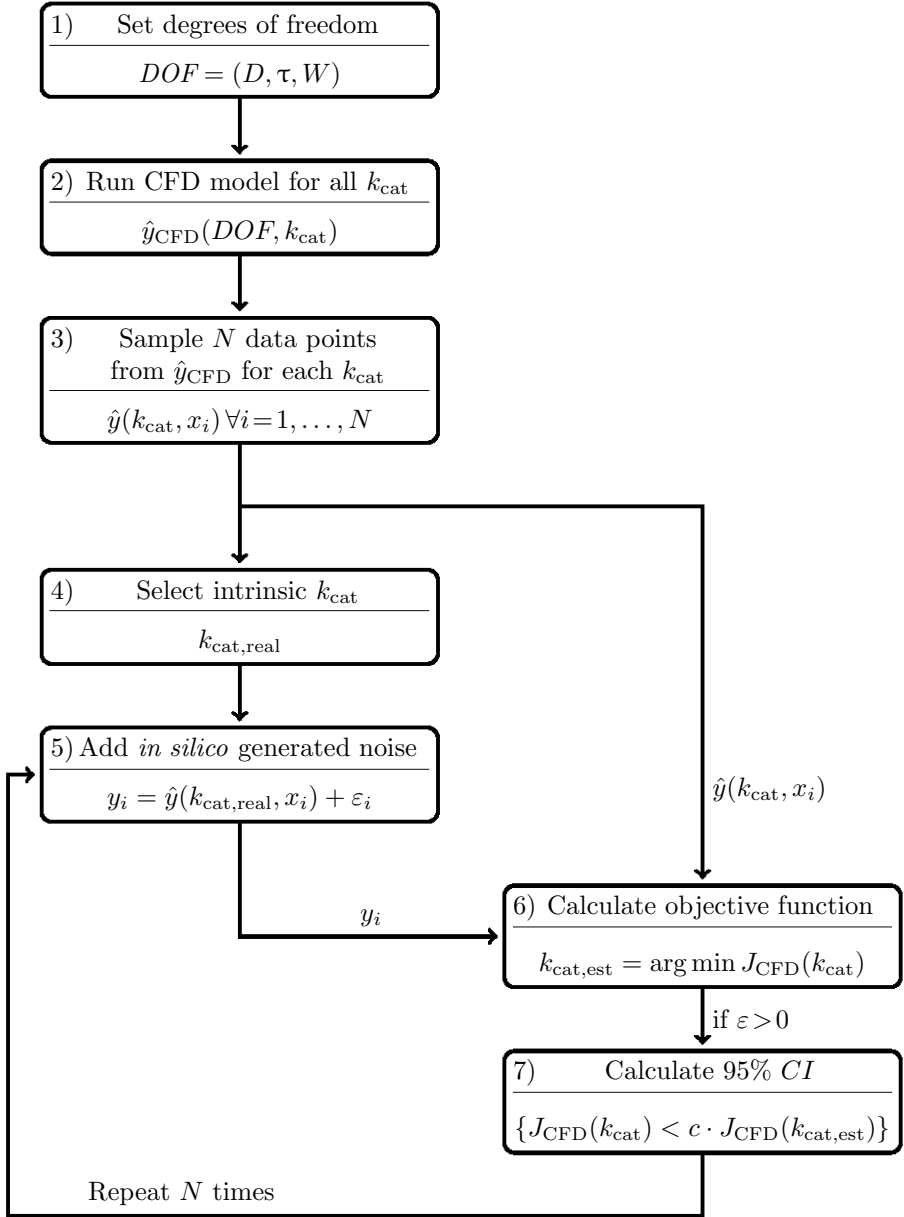 1) Set degrees of freedom
DOF = (D, τ, W)
2) Run CFD model for all k_cat
ŷ_CFD(DOF, k_cat)
3) Sample N data points
from ŷ_CFD for each k_cat
ŷ(k_cat, x_i) ∀i = 1, . . . , N
4) Select intrinsic k_cat
k_cat,real
5) Add in silico generated noise
y_i = ŷ(k_cat,real, x_i) + ε_i
ŷ(k_cat, x_i)
y_i
6) Calculate objective function
k_cat,est = arg min J_CFD(k_cat)
if ε > 0
7) Calculate 95% CI
{J_CFD(k_cat) < c · J_CFD(k_cat,est)}
Repeat N times